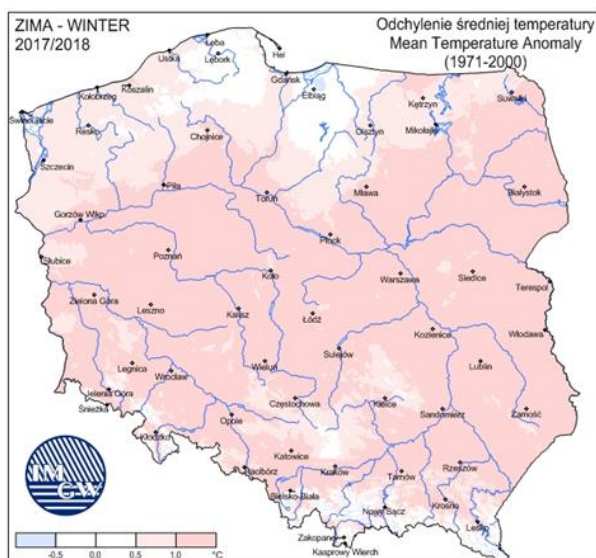 ZIMA - WINTER
2017/2018
Odchylenie średniej temperatury
Mean Temperature Anomaly
(1971-2000)
Łeba
Ustka
Lębork
Hel
Gdańsk
Koszalin
Kołobrzeg
Elbląg
Kętrzyn
Suwałki
Świnoujście
Resko
Chojnice
Olsztyn
Mikołajki
Szczecin
Piła
Toruń
Mława
Białystok
Gorzów Wlkp.
Płock
Słubice
Poznań
Koło
Warszawa
Siedlce
Terespol
Zielona Góra
Leszno
Kalisz
Łódź
Kozienice
Włodawa
Sulejów
Legnica
Wrocław
Wieluń
Lublin
Jelenia Góra
Śnieżka
Częstochowa
Kielce
Sandomierz
Zamość
Opole
Kłodzko
Katowice
Racibórz
Kraków
Tarnów
Rzeszów
Bielsko-Biała
Nowy Sącz
Krosno
Lesko
Zakopane
Kasprowy Wierch
IM
GW
-0.5 0.0 0.5 1.0 °C